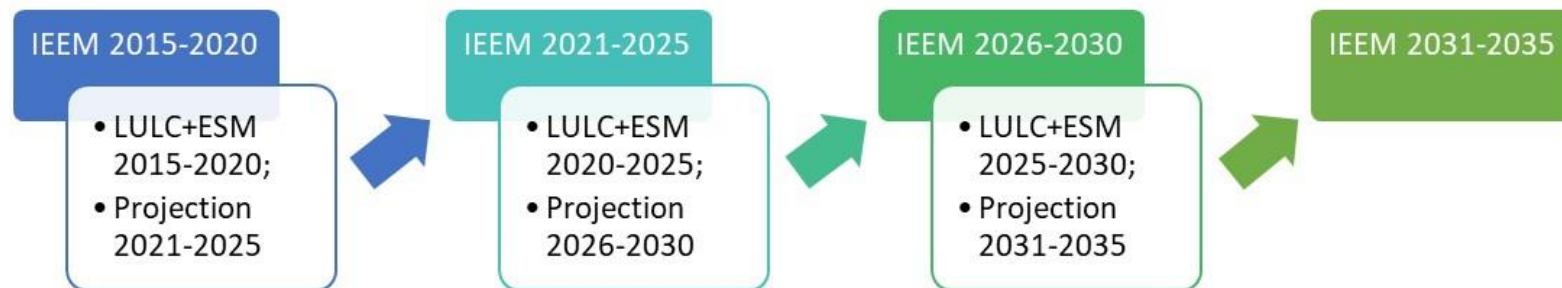 IEEM 2015-2020
• LULC+ESM
2015-2020;
• Projection
2021-2025
IEEM 2021-2025
• LULC+ESM
2020-2025;
• Projection
2026-2030
IEEM 2026-2030
• LULC+ESM
2025-2030;
• Projection
2031-2035
IEEM 2031-2035